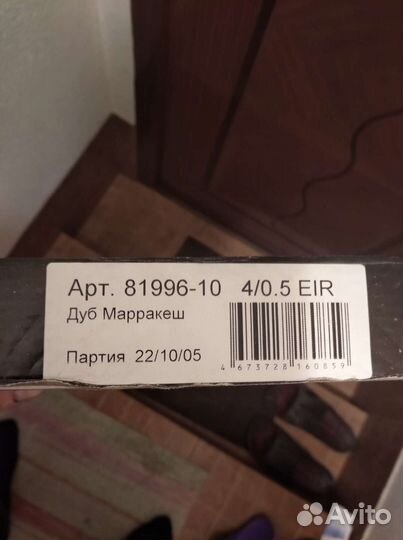 Арт. 81996-10 4/0.5 EIR
Дуб Марракеш
Партия 22/10/05
4 673728 160859
Avito